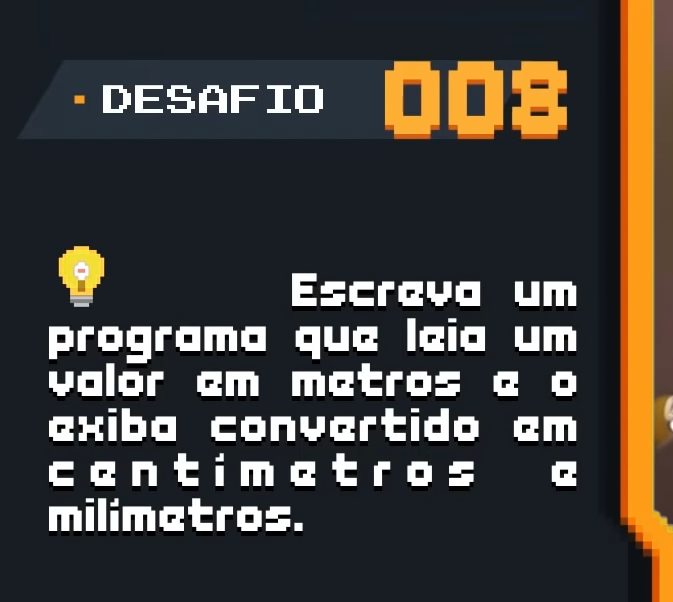 DESAFIO 008
Escreva um
programa que leia um
valor em metros e o
exiba convertido em
centímetros e
milímetros.